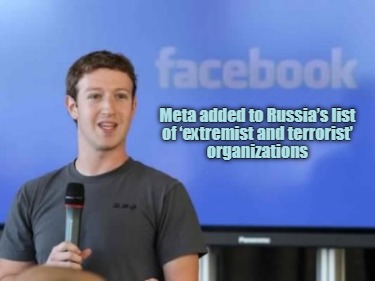 facebook
Meta added to Russia's list
of 'extremist and terrorist'
organizations
Panasonic